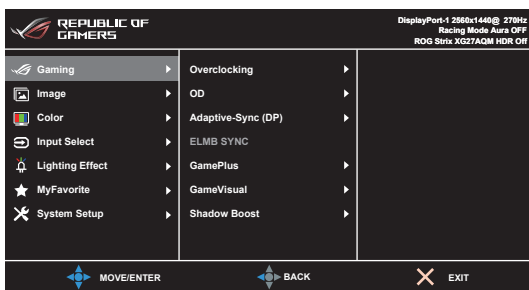 REPUBLIC OF
GAMERS
DisplayPort-1 2560x1440@ 270Hz
Racing Mode Aura OFF
ROG Strix XG27AQM HDR Off
Gaming
Image
Color
Input Select
Lighting Effect
MyFavorite
System Setup
Overclocking
OD
Adaptive-Sync (DP)
ELMB SYNC
GamePlus
GameVisual
Shadow Boost
MOVE/ENTER
BACK
EXIT